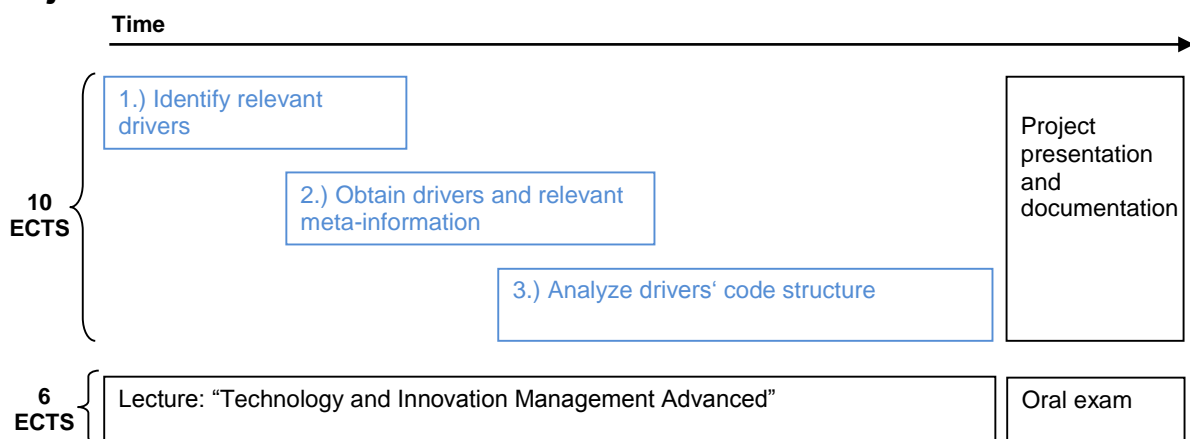 Time
1.) Identify relevant
drivers
Project
presentation
and
documentation
2.) Obtain drivers and relevant
meta-information
10
ECTS
3.) Analyze drivers‘ code structure
6
ECTS
Lecture: “Technology and Innovation Management Advanced”
Oral exam